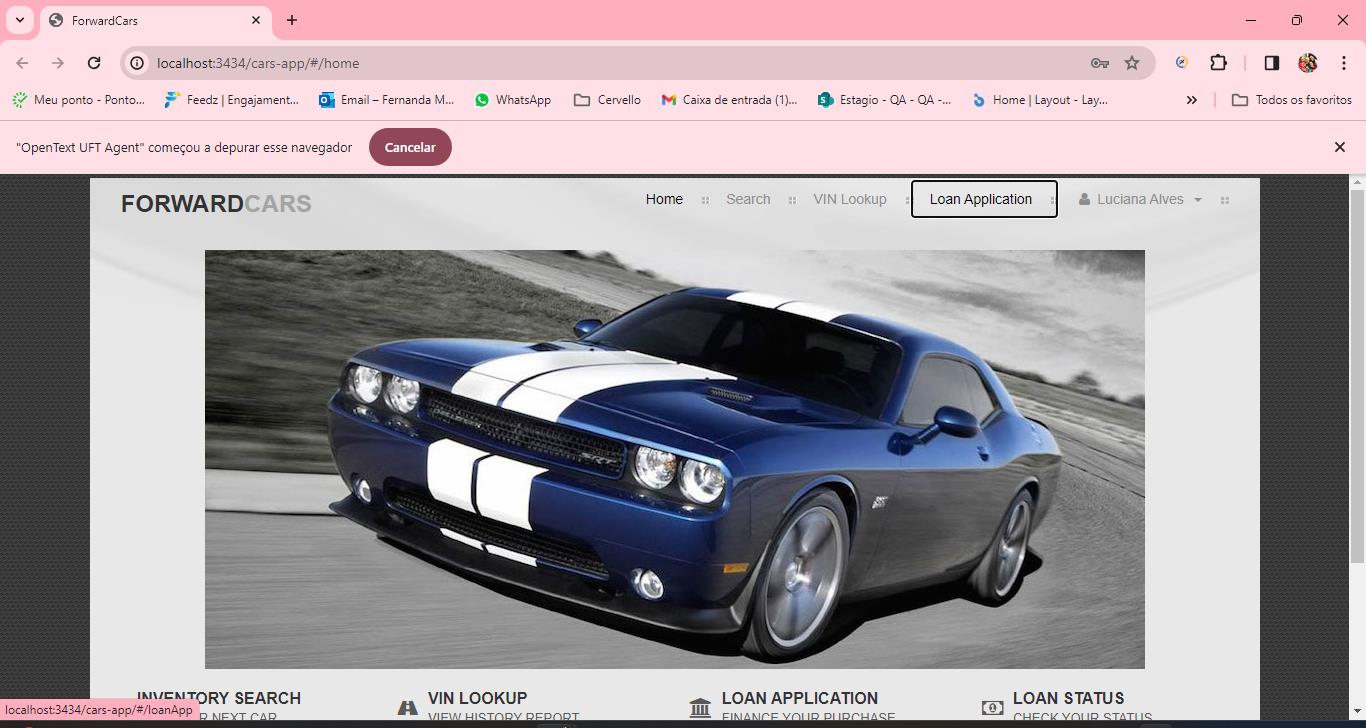 ForwardCars
localhost:3434/cars-app/#/home
Meu ponto - Ponto... Feedz | Engajament... Email – Fernanda M... WhatsApp Cervello Caixa de entrada (1)... Estagio - QA - QA -... Home | Layout - Lay... Todos os favoritos
"OpenText UFT Agent" começou a depurar esse navegador Cancelar
FORWARDCARS Home Search VIN Lookup Loan Application Luciana Alves
INVENTORY SEARCH VIN LOOKUP LOAN APPLICATION LOAN STATUS
NEXT CAR VIEW HISTORY REPORT FINANCE YOUR PURCHASE CHECK YOUR STATUS
localhost:3434/cars-app/#/loanApp